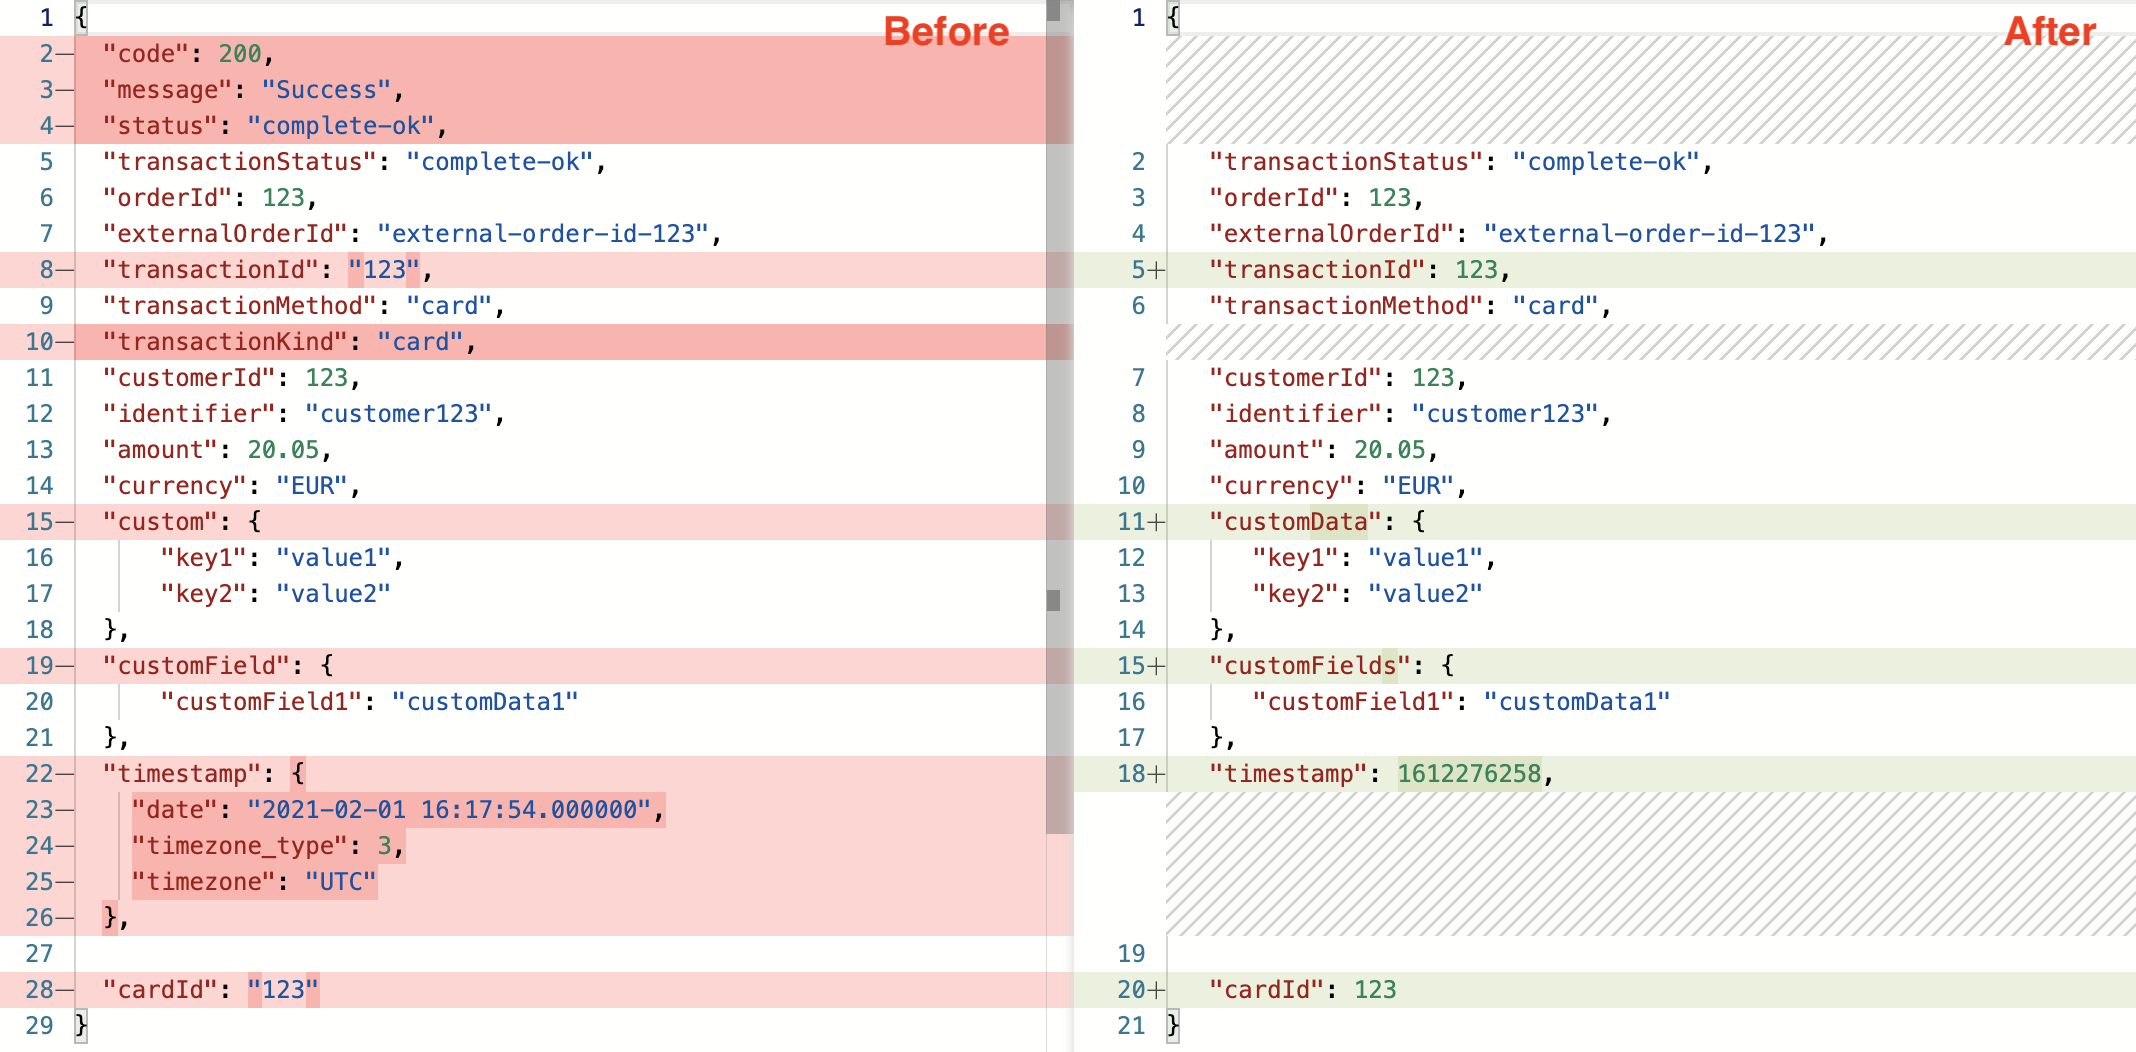 Before
1 {
2— "code": 200,
3— "message": "Success",
4— "status": "complete-ok",
5 "transactionStatus": "complete-ok",
6 "orderId": 123,
7 "externalOrderId": "external-order-id-123",
8— "transactionId": "123",
9 "transactionMethod": "card",
10— "transactionKind": "card",
11 "customerId": 123,
12 "identifier": "customer123",
13 "amount": 20.05,
14 "currency": "EUR",
15— "custom": {
16 "key1": "value1",
17 "key2": "value2"
18 },
19— "customField": {
20 "customField1": "customData1"
21 },
22— "timestamp": {
23— "date": "2021-02-01 16:17:54.000000",
24— "timezone_type": 3,
25— "timezone": "UTC"
26— },
27
28— "cardId": "123"
29 }
After
1 {
2 "transactionStatus": "complete-ok",
3 "orderId": 123,
4 "externalOrderId": "external-order-id-123",
5+ "transactionId": 123,
6 "transactionMethod": "card",
7 "customerId": 123,
8 "identifier": "customer123",
9 "amount": 20.05,
10 "currency": "EUR",
11+ "customData": {
12 "key1": "value1",
13 "key2": "value2"
14 },
15+ "customFields": {
16 "customField1": "customData1"
17 },
18+ "timestamp": 1612276258,
19
20+ "cardId": 123
21 }